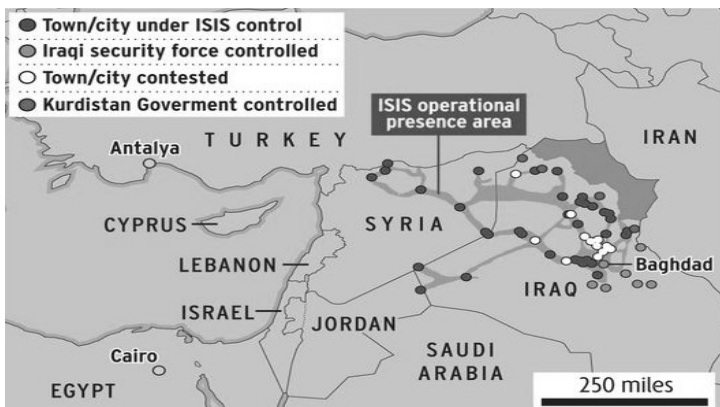 Town/city under ISIS control
Iraqi security force controlled
Town/city contested
Kurdistan Goverment controlled
ISIS operational
presence area
TURKEY
IRAN
Antalya
CYPRUS
SYRIA
LEBANON
Baghdad
IRAQ
ISRAEL
JORDAN
Cairo
SAUDI
ARABIA
EGYPT
250 miles